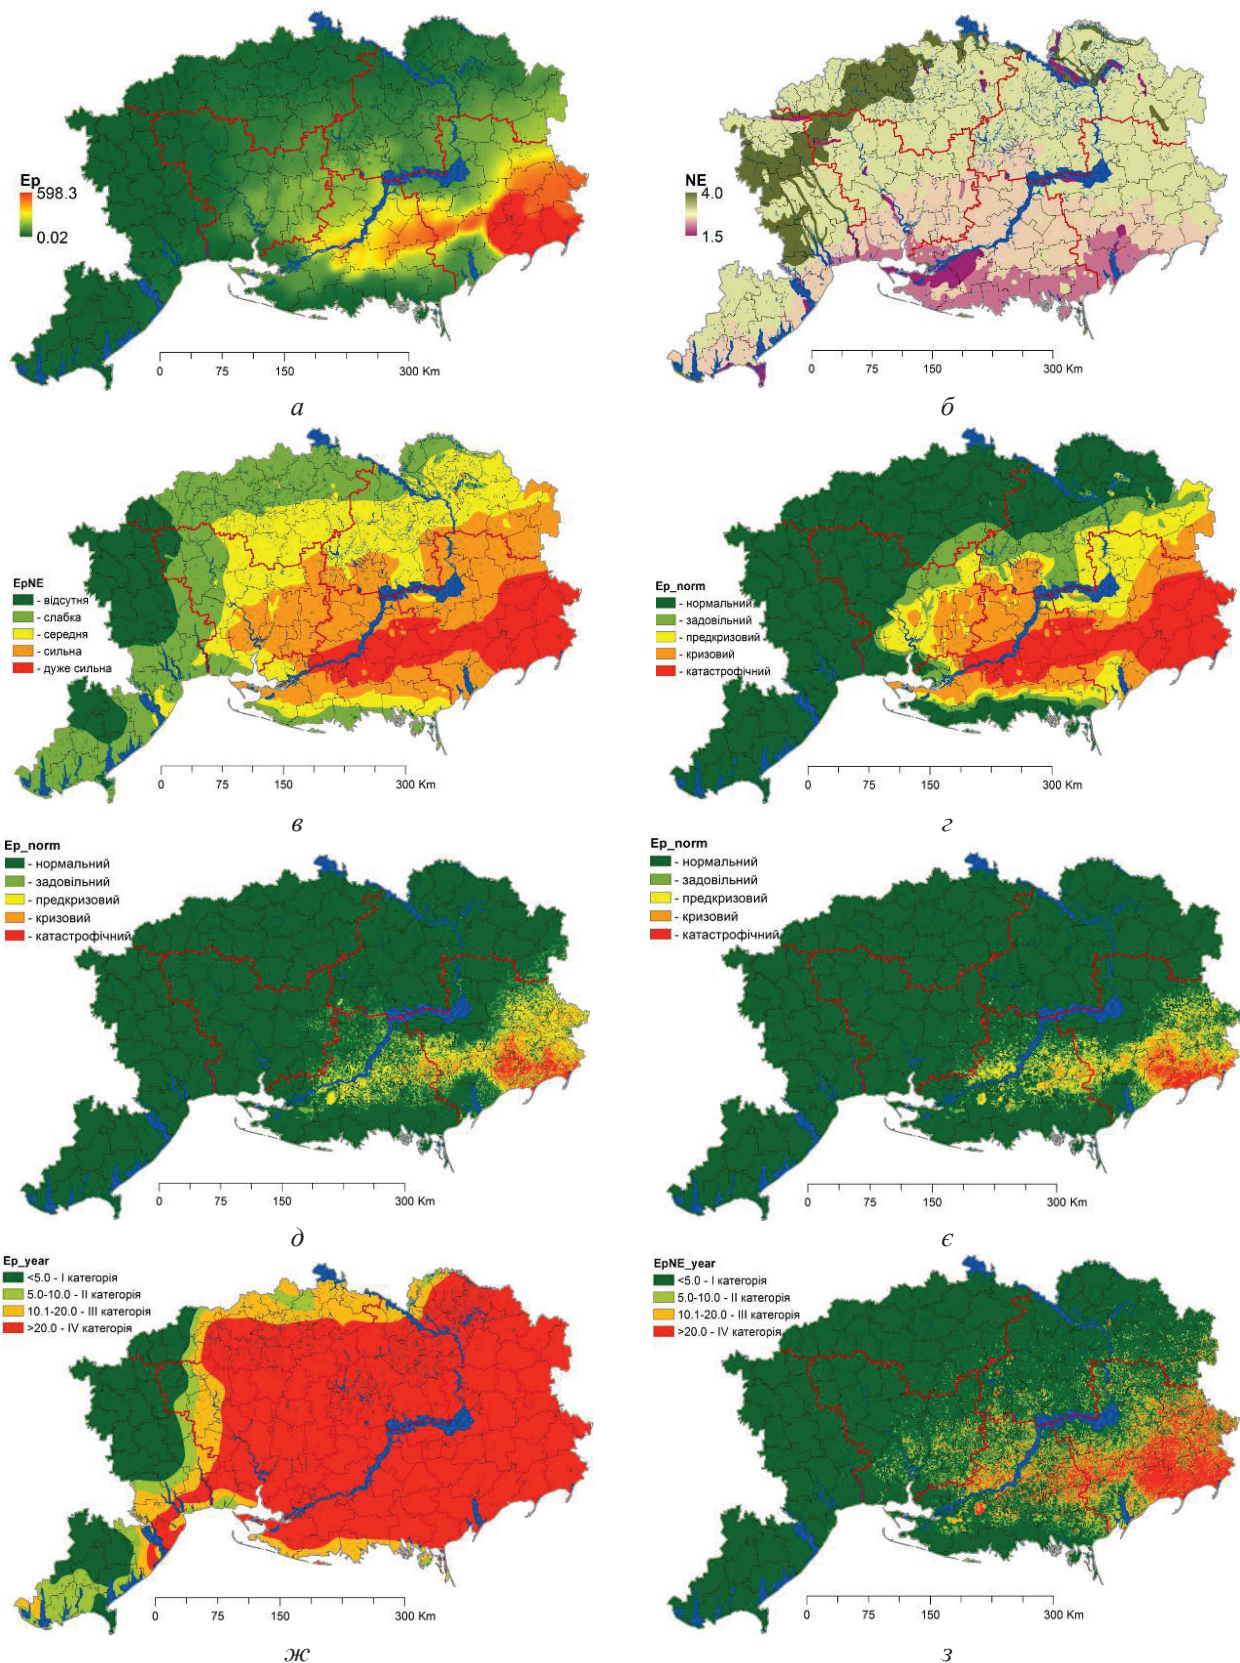 Ep
598.3
0.02
0 75 150 300 Km
а
NE
4.0
1.5
0 75 150 300 Km
б
EpNE
- відсутня
- слабка
- середня
- сильна
- дуже сильна
0 75 150 300 Km
в
Ep_norm
- нормальний
- задовільний
- предкризовий
- кризовий
- катастрофічний
0 75 150 300 Km
г
Ep_norm
- нормальний
- задовільний
- предкризовий
- кризовий
- катастрофічний
0 75 150 300 Km
д
Ep_norm
- нормальний
- задовільний
- предкризовий
- кризовий
- катастрофічний
0 75 150 300 Km
є
Ep_year
<5.0 - I категорія
5.0-10.0 - II категорія
10.1-20.0 - III категорія
>20.0 - IV категорія
0 75 150 300 Km
ж
EpNE_year
<5.0 - I категорія
5.0-10.0 - II категорія
10.1-20.0 - III категорія
>20.0 - IV категорія
0 75 150 300 Km
з